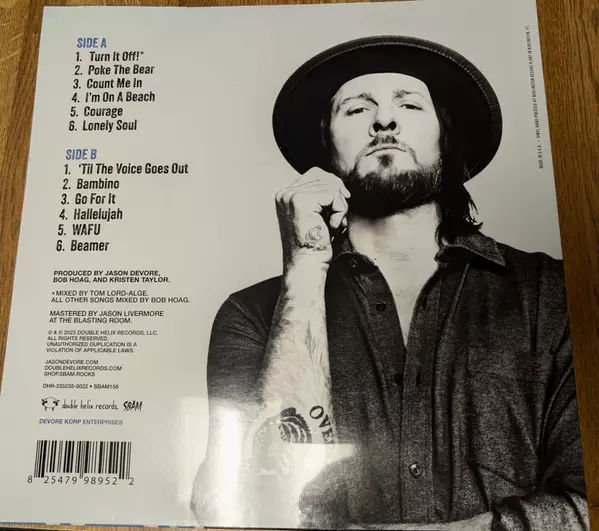 SIDE A
1. Turn It Off!*
2. Poke The Bear
3. Count Me In
4. I'm On A Beach
5. Courage
6. Lonely Soul
SIDE B
1. 'Til The Voice Goes Out
2. Bambino
3. Go For It
4. Hallelujah
5. WAFU
6. Beamer
PRODUCED BY JASON DEVORE,
BOB HOAG, AND KRISTEN TAYLOR.
* MIXED BY TOM LORD-ALGE.
ALL OTHER SONGS MIXED BY BOB HOAG.
MASTERED BY JASON LIVERMORE
AT THE BLASTING ROOM.
© & ℗ 2023 DOUBLE HELIX RECORDS, LLC.
ALL RIGHTS RESERVED.
UNAUTHORIZED DUPLICATION IS A
VIOLATION OF APPLICABLE LAWS.
JASONDEVORE.COM
DOUBLEHELIXRECORDS.COM
SHOP.SBAM.ROCKS
DHR-235235-0022 • SBAM158
double helix records. SBÄM
DEVORE KORP ENTERPRISES
8 25479 98952 2
OVE
MADE IN U.S.A.